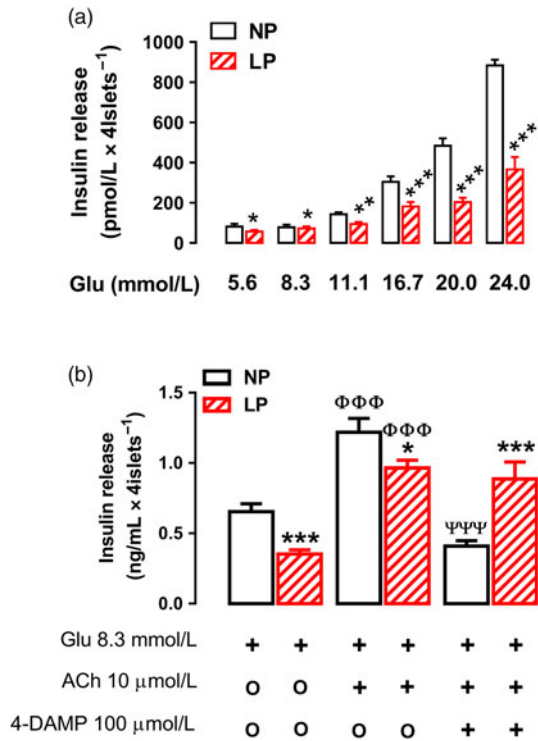 (a)
NP
LP
Insulin release
(pmol/L × 4Islets⁻¹)
1000
800
600
400
200
0
* * ** *** *** ***
Glu (mmol/L) 5.6 8.3 11.1 16.7 20.0 24.0
(b)
NP
LP
Insulin release
(ng/mL × 4islets⁻¹)
1.5
1.0
0.5
0.0
***
ΦΦΦ
ΦΦΦ
*
ΨΨΨ
***
Glu 8.3 mmol/L + + + + + +
ACh 10 μmol/L o o + + + +
4-DAMP 100 μmol/L o o o o + +